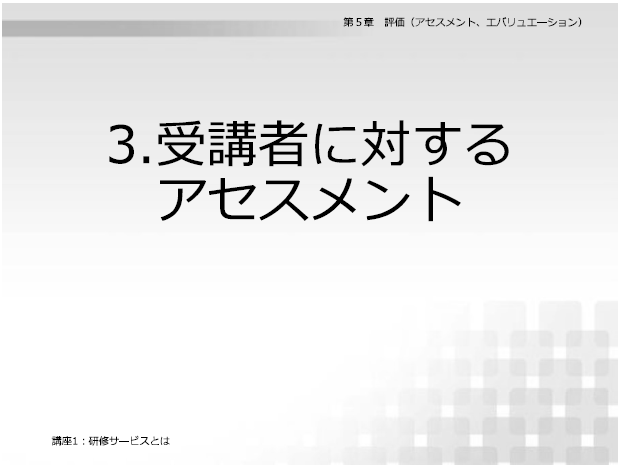 第５章　評価（アセスメント、エバリュエーション）
3.受講者に対する
アセスメント
講座1：研修サービスとは